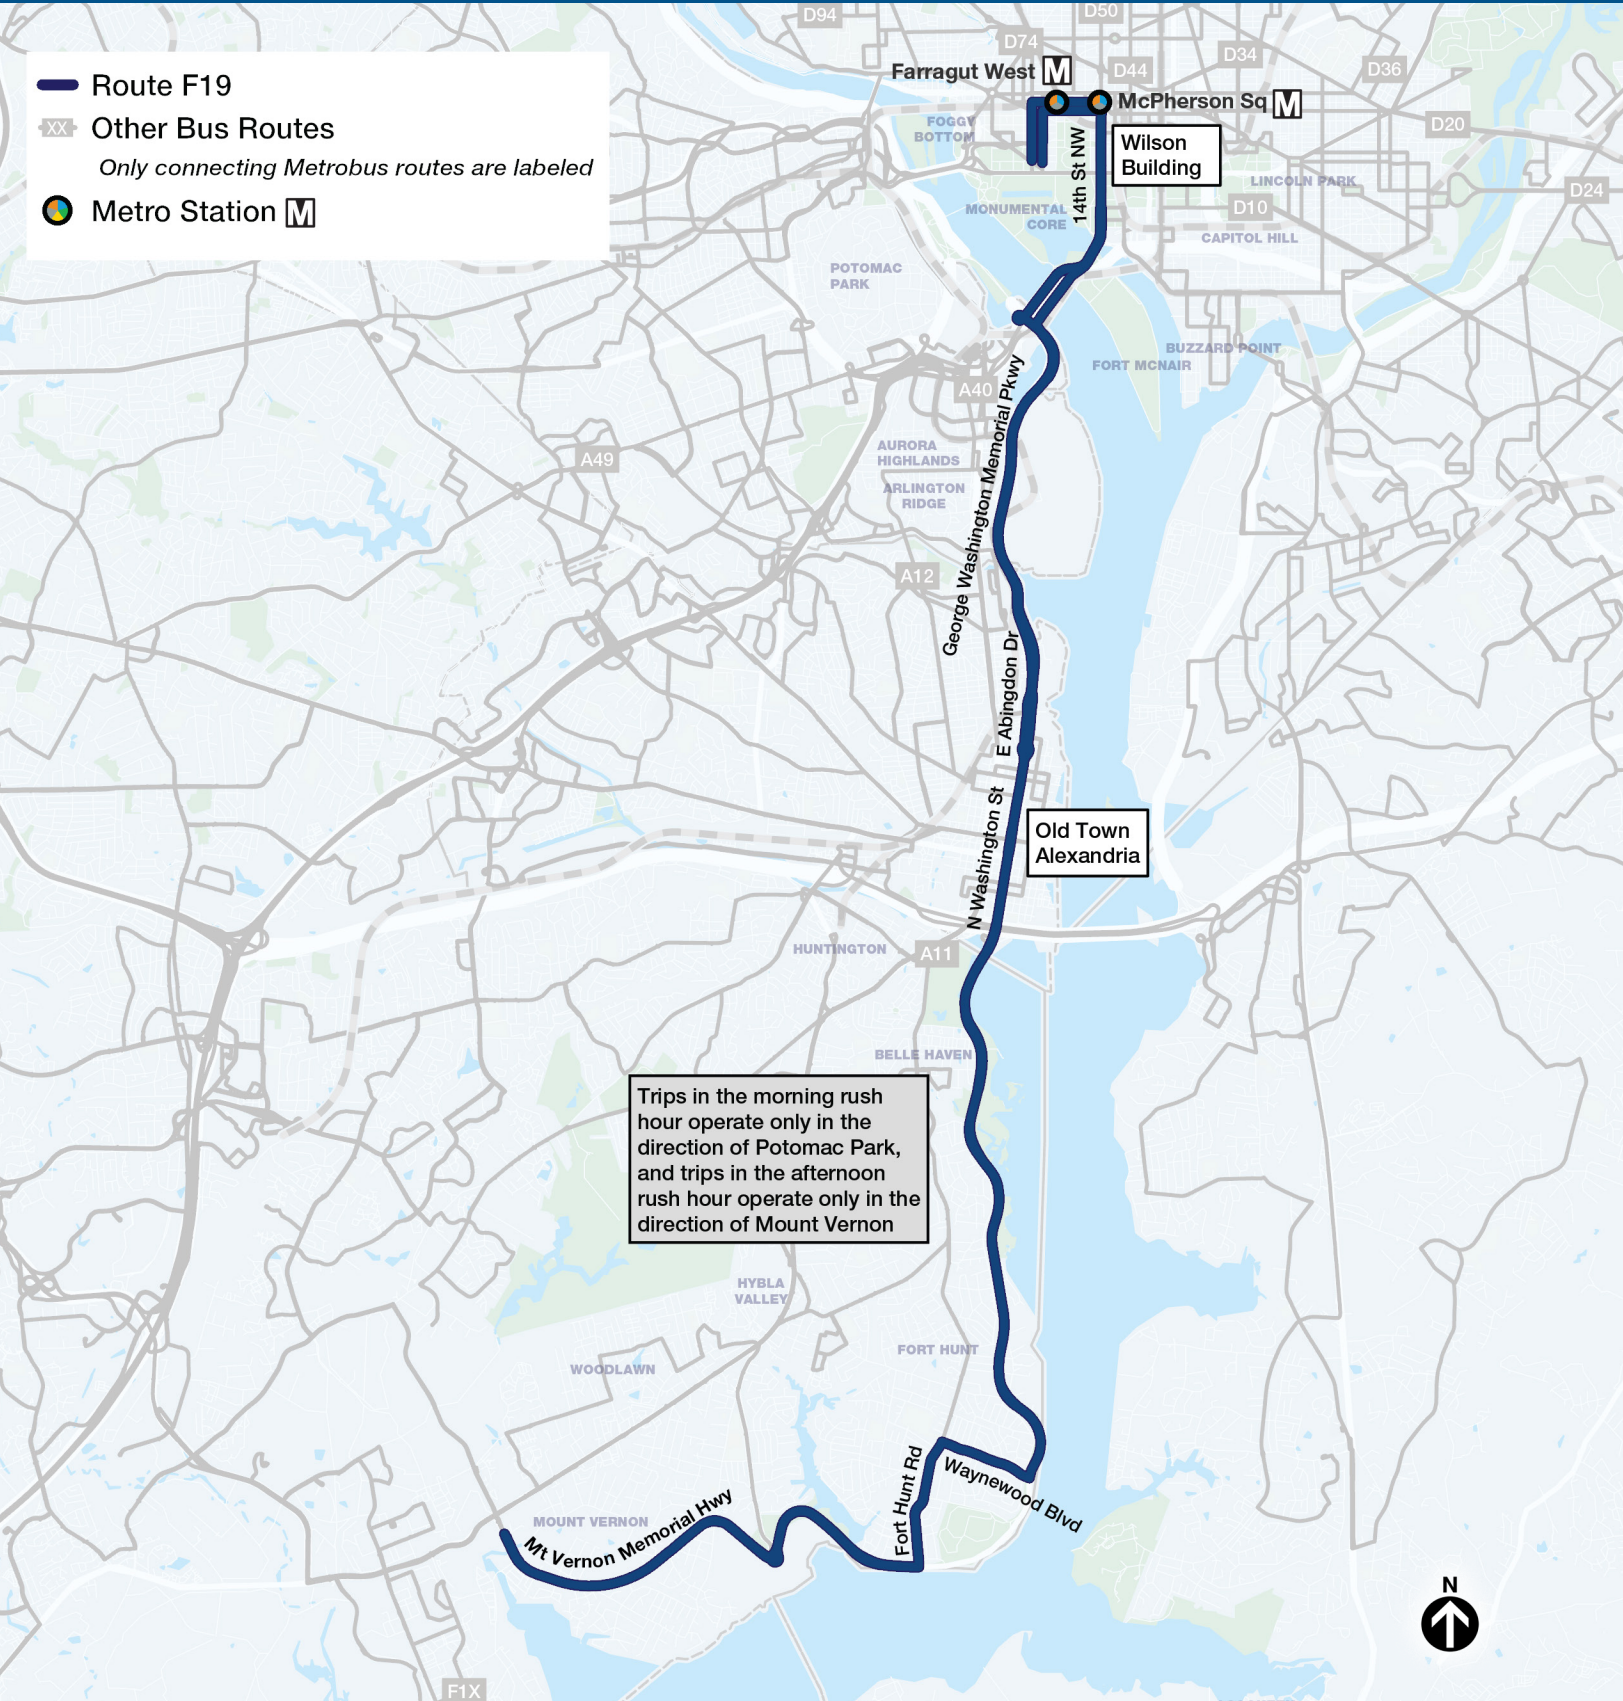 D94
D50
D74
D34
D44
D36
Farragut West M
McPherson Sq M
Route F19
XX Other Bus Routes
Only connecting Metrobus routes are labeled
Metro Station M
D20
FOGGY
BOTTOM
14th St NW
Wilson
Building
LINCOLN PARK
D24
MONUMENTAL
CORE
D10
CAPITOL HILL
POTOMAC
PARK
BUZZARD POINT
FORT MCNAIR
A40
George Washington Memorial Pkwy
AURORA
HIGHLANDS
A49
ARLINGTON
RIDGE
A12
E Abingdon Dr
N Washington St
Old Town
Alexandria
HUNTINGTON
A11
BELLE HAVEN
Trips in the morning rush
hour operate only in the
direction of Potomac Park,
and trips in the afternoon
rush hour operate only in the
direction of Mount Vernon
HYBLA
VALLEY
FORT HUNT
WOODLAWN
Fort Hunt Rd
Waynewood Blvd
MOUNT VERNON
Mt Vernon Memorial Hwy
N
F1X